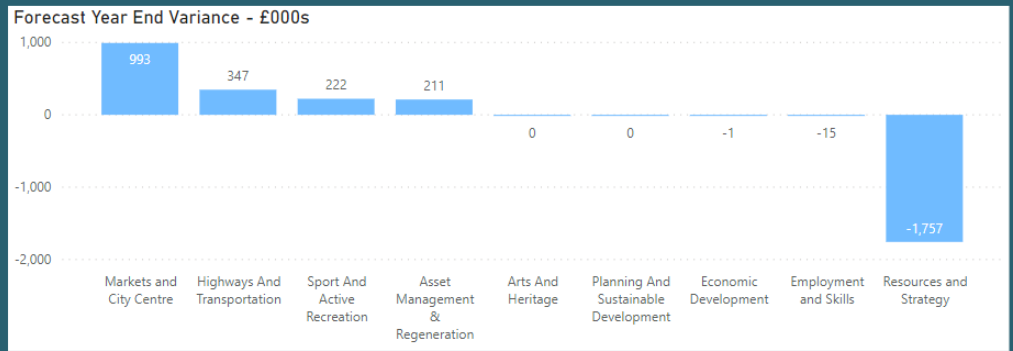 Forecast Year End Variance - £000s
1,000
993
347
222
211
0
0
0
-1
-15
-1,000
-1,757
-2,000
Markets and
City Centre
Highways And
Transportation
Sport And
Active
Recreation
Asset
Management
&
Regeneration
Arts And
Heritage
Planning And
Sustainable
Development
Economic
Development
Employment
and Skills
Resources and
Strategy